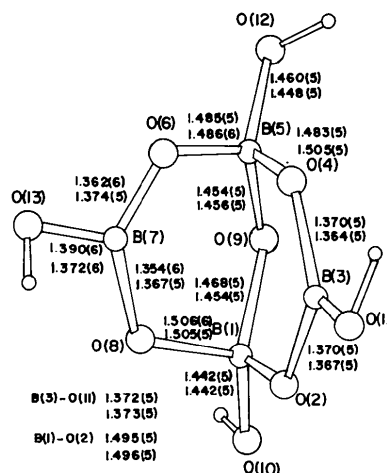 O(12)
1.460(5)
1.448(5)
O(6)
1.485(5)
1.486(6)
B(5)
1.483(5)
1.505(5)
O(4)
1.362(6)
1.374(5)
1.454(5)
1.456(5)
O(13)
B(7)
O(9)
1.370(5)
1.364(5)
1.390(6)
1.372(6)
1.354(6)
1.367(5)
1.468(5)
1.454(5)
B(3)
O(1
1.306(6)
1.505(5)
B(1)
O(8)
1.370(5)
1.367(5)
1.442(5)
1.442(5)
O(2)
B(3)-O(11) 1.372(5)
1.373(5)
B(1)-O(2) 1.495(5)
1.496(5)
O(10)